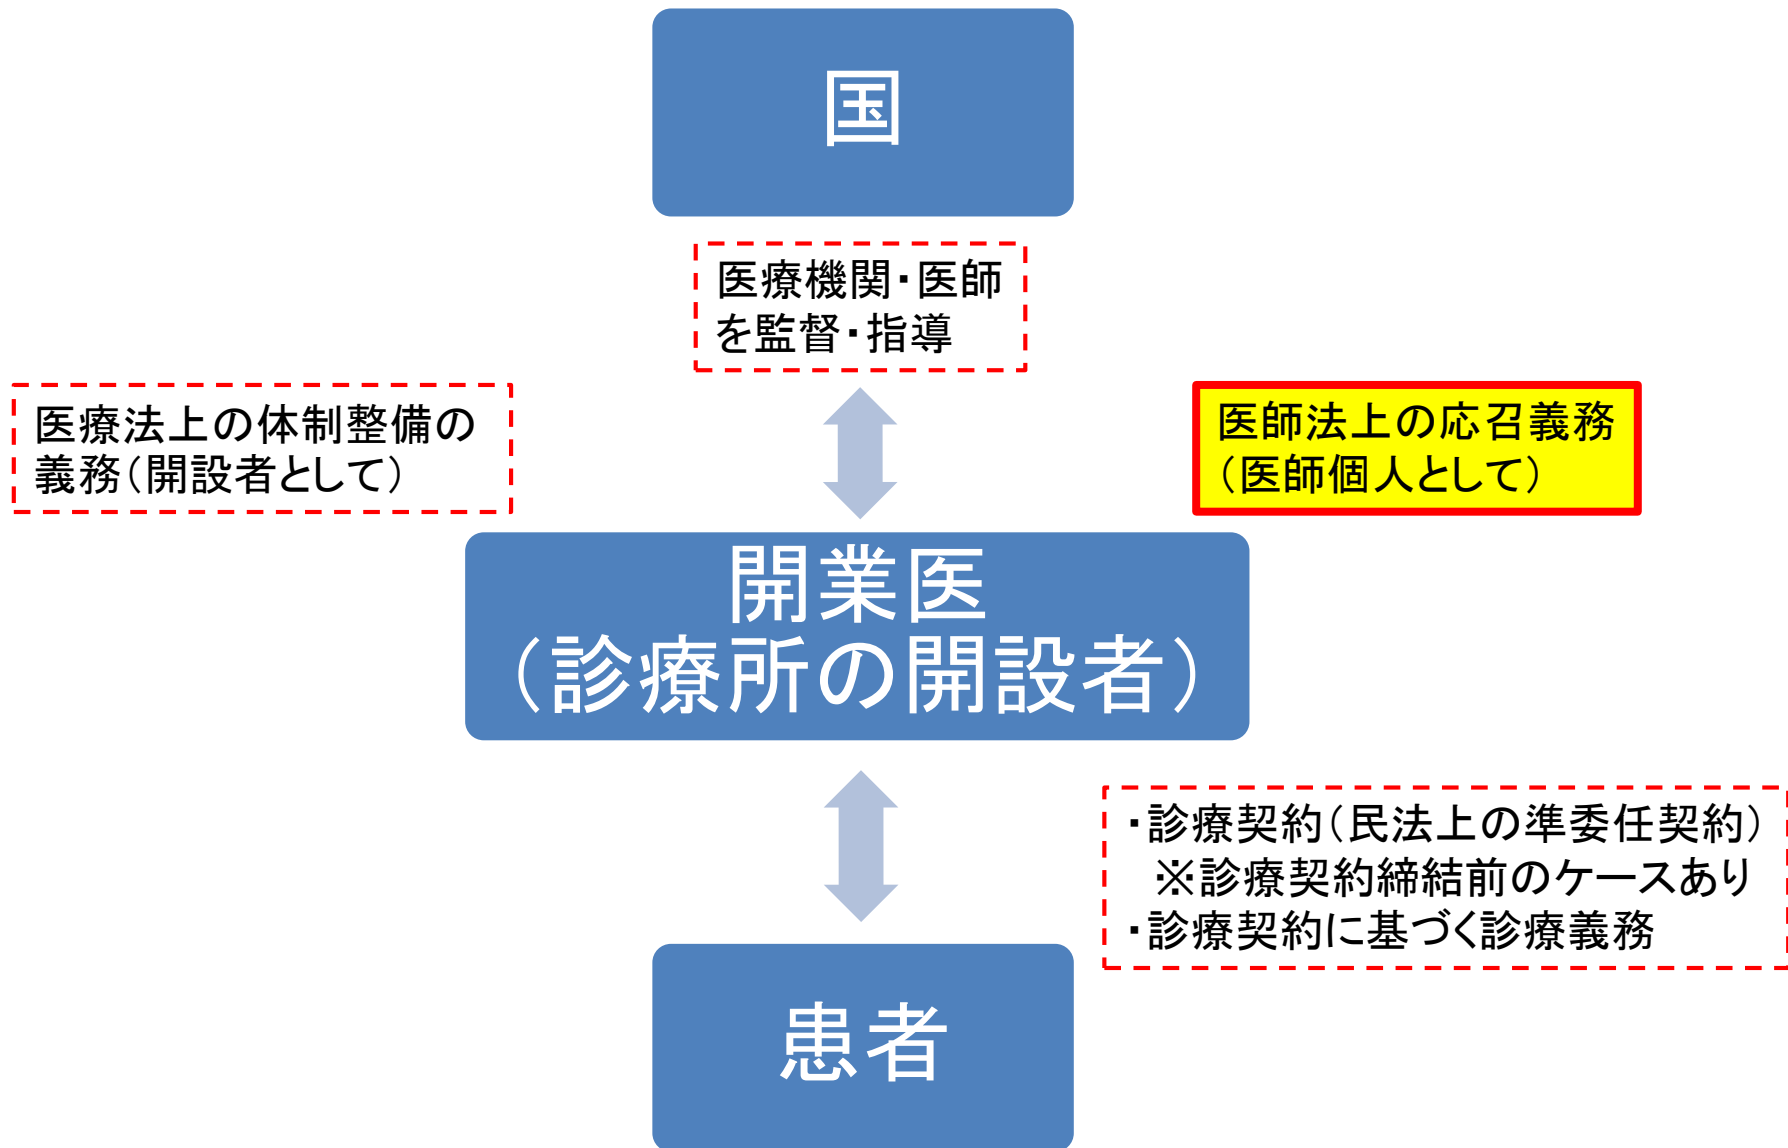 国
医療機関・医師
を監督・指導
医療法上の体制整備の
義務（開設者として）
医師法上の応召義務
（医師個人として）
開業医
（診療所の開設者）
・診療契約（民法上の準委任契約）
※診療契約締結前のケースあり
・診療契約に基づく診療義務
患者